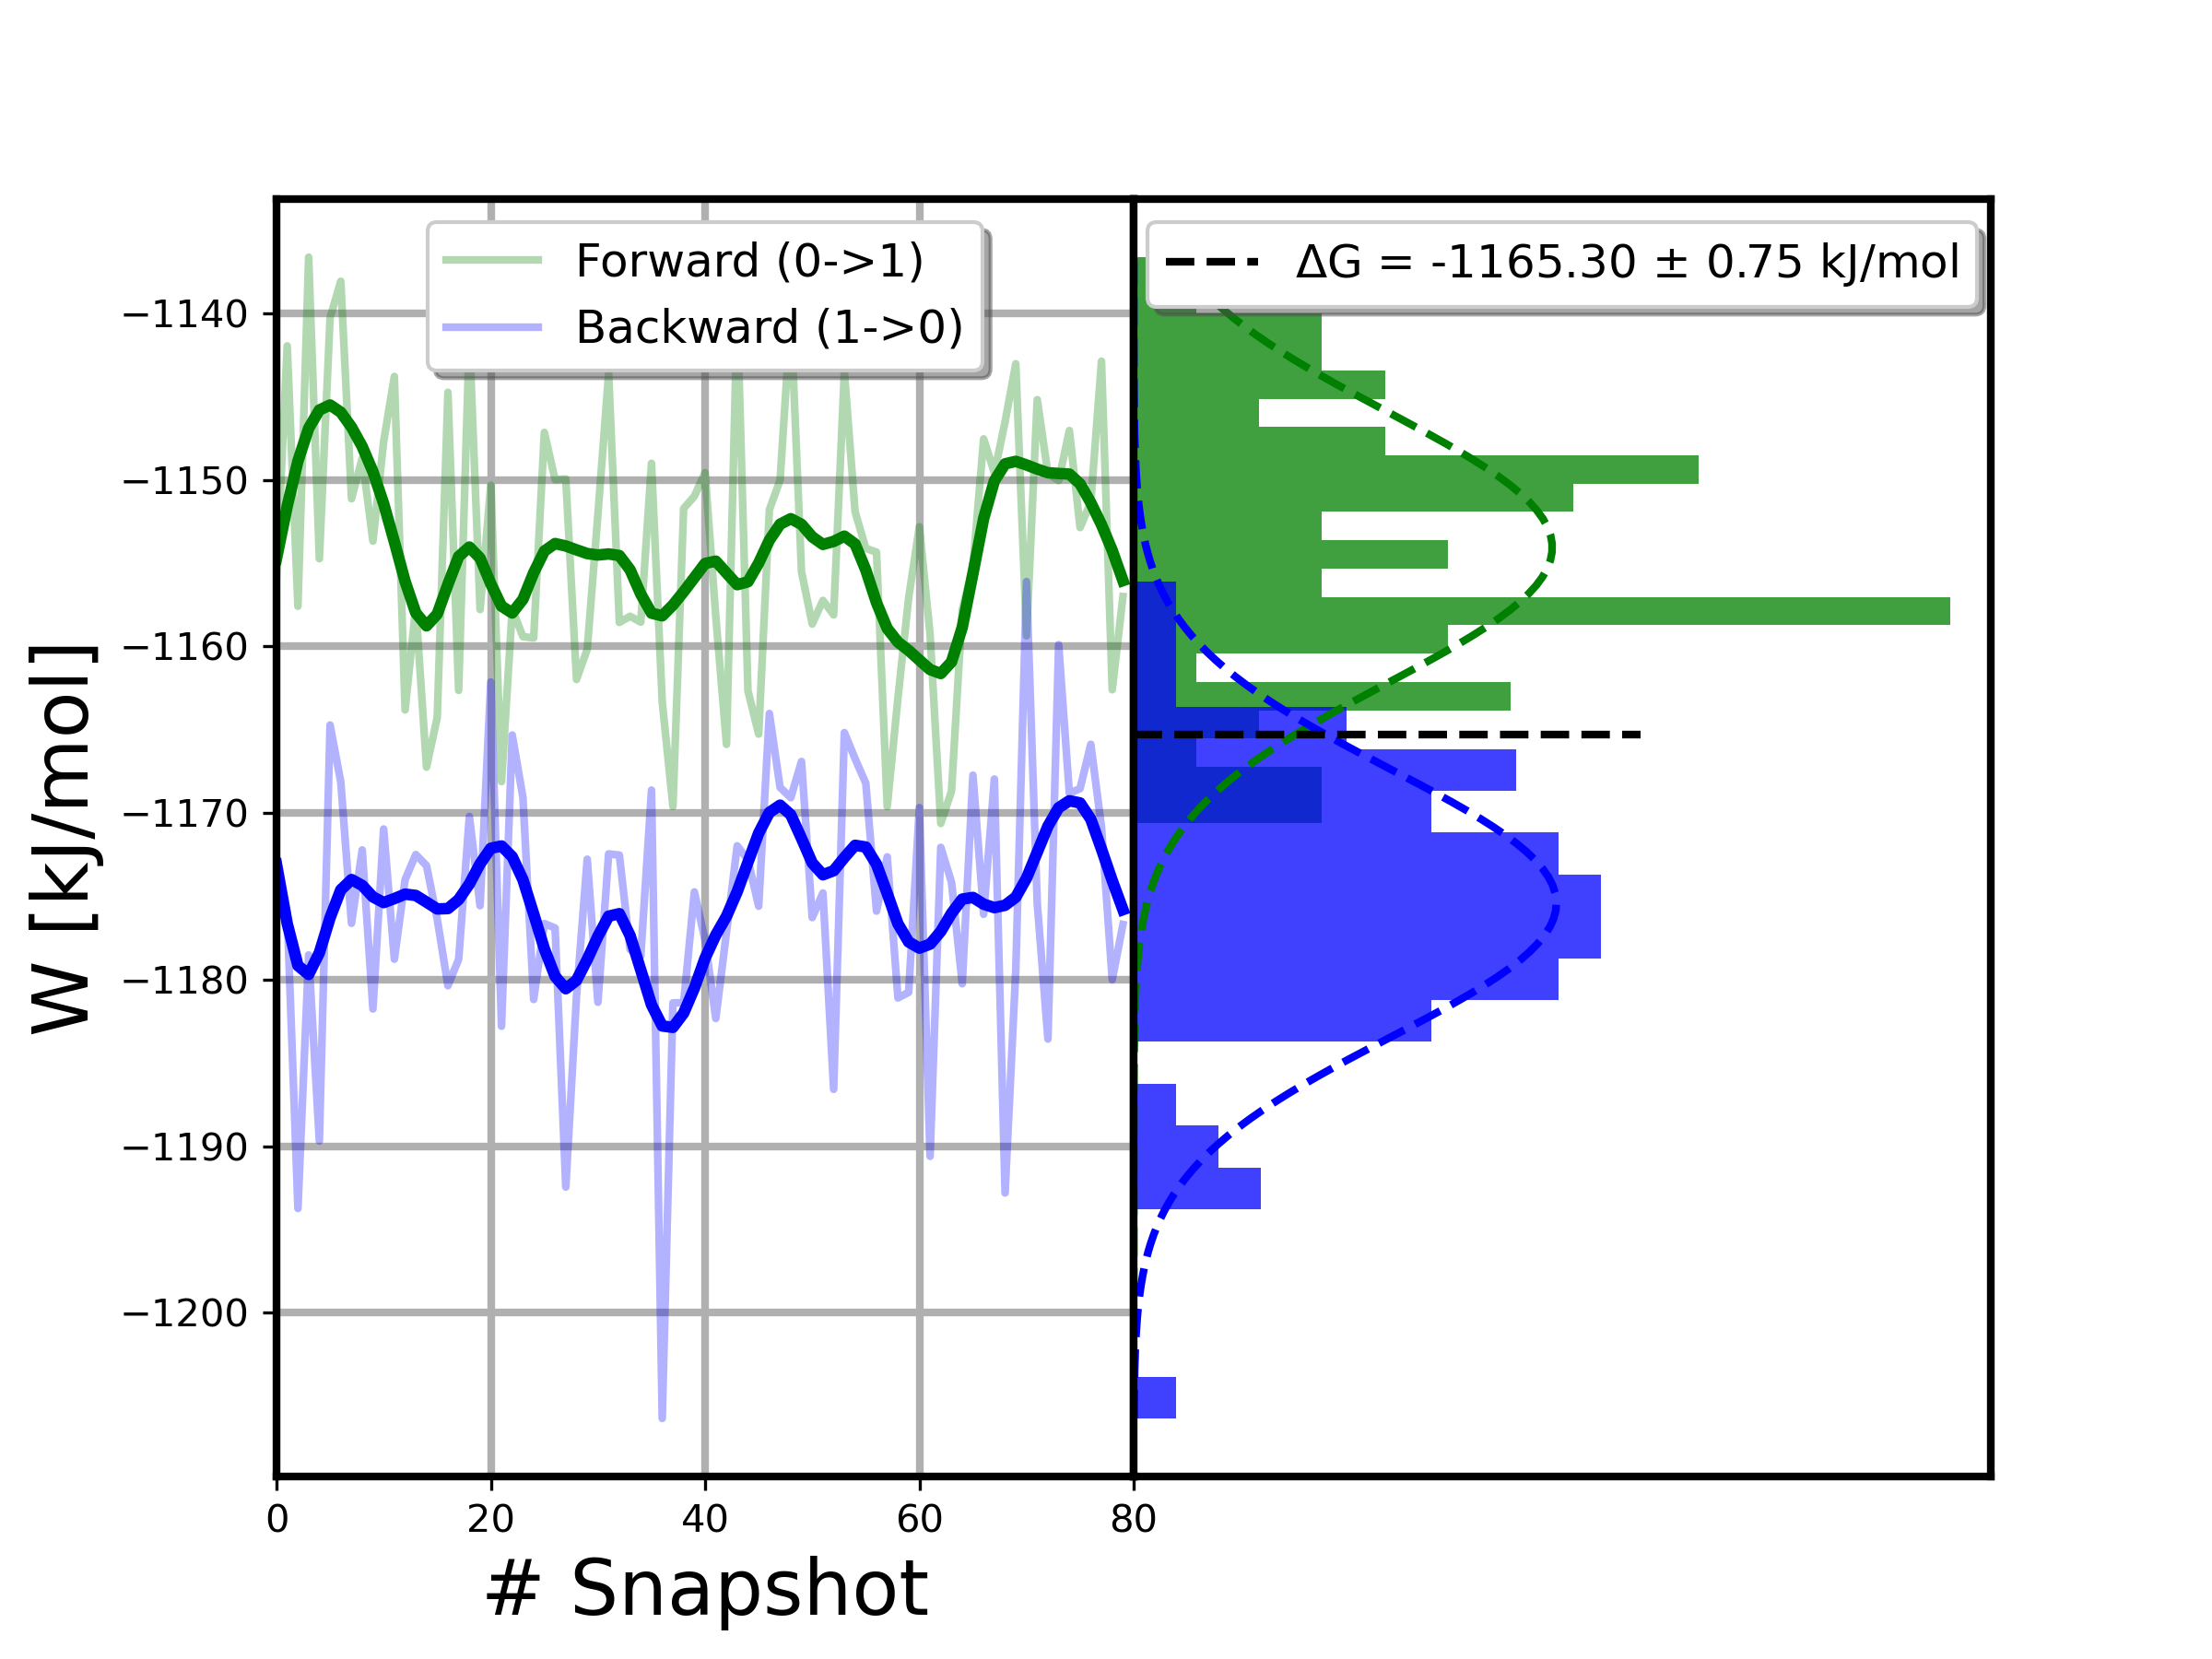 Forward (0->1)
Backward (1->0)
ΔG = -1165.30 ± 0.75 kJ/mol
W [kJ/mol]
−1140
−1150
−1160
−1170
−1180
−1190
−1200
0 20 40 60 80
# Snapshot